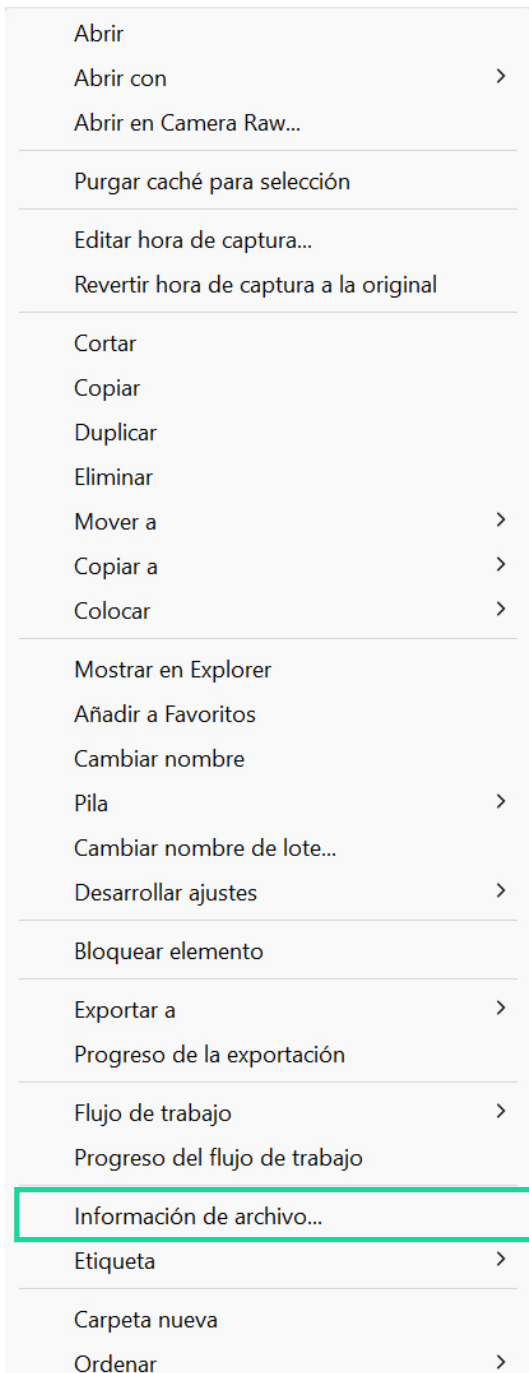 Abrir
Abrir con
Abrir en Camera Raw...
Purgar caché para selección
Editar hora de captura...
Revertir hora de captura a la original
Cortar
Copiar
Duplicar
Eliminar
Mover a
Copiar a
Colocar
Mostrar en Explorer
Añadir a Favoritos
Cambiar nombre
Pila
Cambiar nombre de lote...
Desarrollar ajustes
Bloquear elemento
Exportar a
Progreso de la exportación
Flujo de trabajo
Progreso del flujo de trabajo
Información de archivo...
Etiqueta
Carpeta nueva
Ordenar